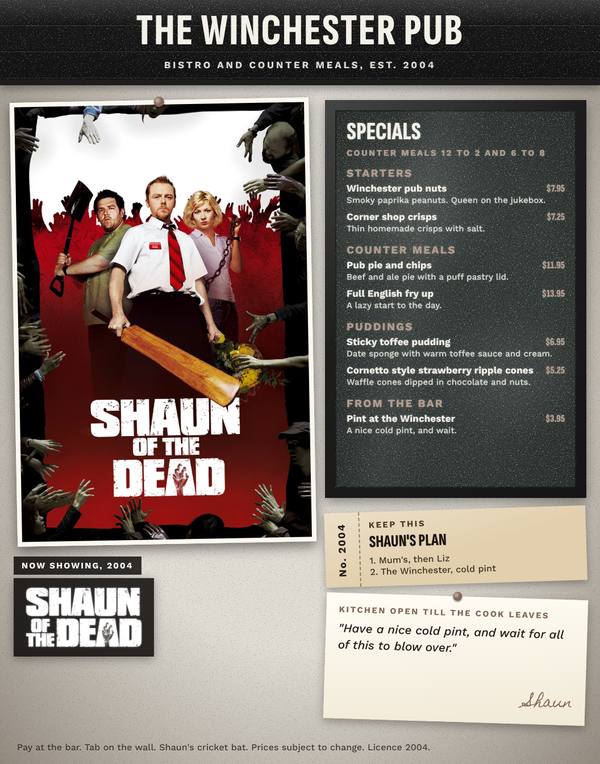 THE WINCHESTER PUB
BISTRO AND COUNTER MEALS, EST. 2004
SHAUN
OF THE
DEAD
NOW SHOWING, 2004
SHAUN
OF
THE DEAD
SPECIALS
COUNTER MEALS 12 TO 2 AND 6 TO 8
STARTERS
Winchester pub nuts $7.95
Smoky paprika peanuts. Queen on the jukebox.
Corner shop crisps $7.25
Thin homemade crisps with salt.
COUNTER MEALS
Pub pie and chips $11.95
Beef and ale pie with a puff pastry lid.
Full English fry up $13.95
A lazy start to the day.
PUDDINGS
Sticky toffee pudding $6.95
Date sponge with warm toffee sauce and cream.
Cornetto style strawberry ripple cones $5.25
Waffle cones dipped in chocolate and nuts.
FROM THE BAR
Pint at the Winchester $3.95
A nice cold pint, and wait.
No. 2004
KEEP THIS
SHAUN'S PLAN
1. Mum's, then Liz
2. The Winchester, cold pint
KITCHEN OPEN TILL THE COOK LEAVES
"Have a nice cold pint, and wait for all
of this to blow over."
Shaun
Pay at the bar. Tab on the wall. Shaun's cricket bat. Prices subject to change. Licence 2004.